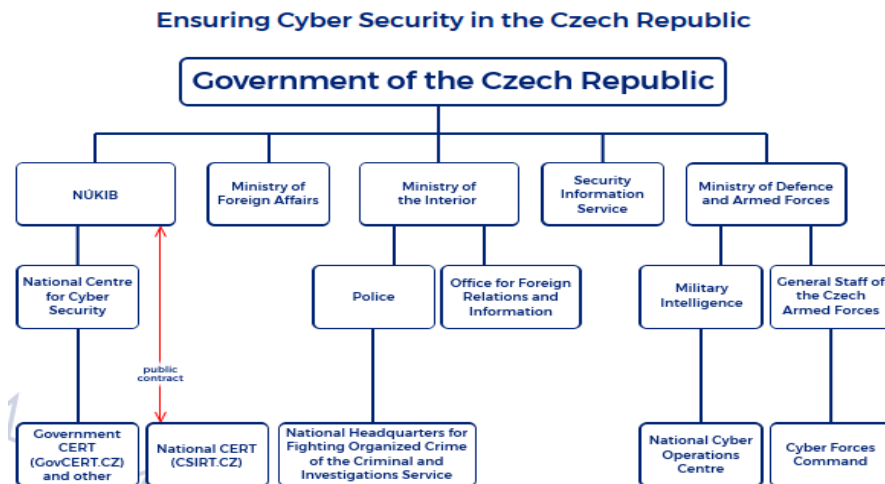 Ensuring Cyber Security in the Czech Republic
Government of the Czech Republic
NÚKIB
Ministry of
Foreign Affairs
Ministry of
the Interior
Security
Information
Service
Ministry of Defence
and Armed Forces
National Centre
for Cyber
Security
Police
Office for Foreign
Relations and
Information
Military
Intelligence
General Staff of
the Czech
Armed Forces
public
contract
Government
CERT
(GovCERT.CZ)
and other
National CERT
(CSIRT.CZ)
National Headquarters for
Fighting Organized Crime
of the Criminal and
Investigations Service
National Cyber
Operations
Centre
Cyber Forces
Command